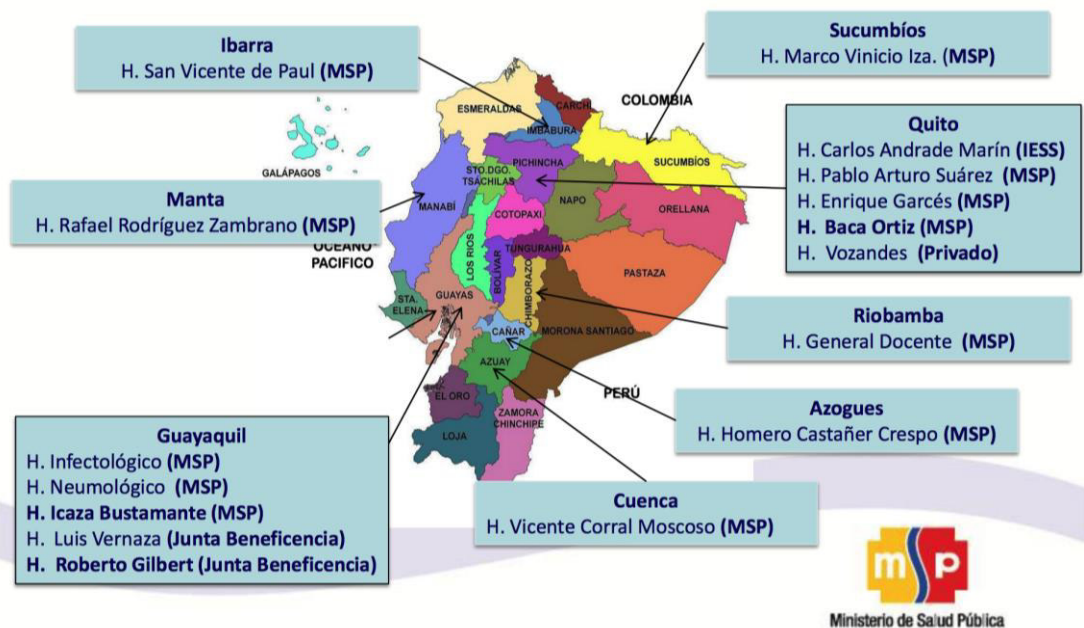 Ibarra
H. San Vicente de Paul (MSP)
Sucumbíos
H. Marco Vinicio Iza. (MSP)
Quito
H. Carlos Andrade Marín (IESS)
H. Pablo Arturo Suárez (MSP)
H. Enrique Garcés (MSP)
H. Baca Ortiz (MSP)
H. Vozandes (Privado)
Manta
H. Rafael Rodríguez Zambrano (MSP)
Riobamba
H. General Docente (MSP)
Azogues
H. Homero Castañer Crespo (MSP)
Guayaquil
H. Infectológico (MSP)
H. Neumológico (MSP)
H. Icaza Bustamante (MSP)
H. Luis Vernaza (Junta Beneficencia)
H. Roberto Gilbert (Junta Beneficencia)
Cuenca
H. Vicente Corral Moscoso (MSP)
COLOMBIA
ESMERALDAS
CARCHI
IMBABURA
SUCUMBÍOS
PICHINCHA
GALÁPAGOS
STO.DGO.
TSÁCHILAS
MANABÍ
NAPO
ORELLANA
COTOPAXI
OCEANO
PACIFICO
LOS RIOS
BOLÍVAR
TUNGURAHUA
PASTAZA
CHIMBORAZO
GUAYAS
STA.
ELENA
CAÑAR
MORONA SANTIAGO
AZUAY
PERÚ
EL ORO
LOJA
ZAMORA
CHINCHIPE
msp
Ministerio de Salud Pública